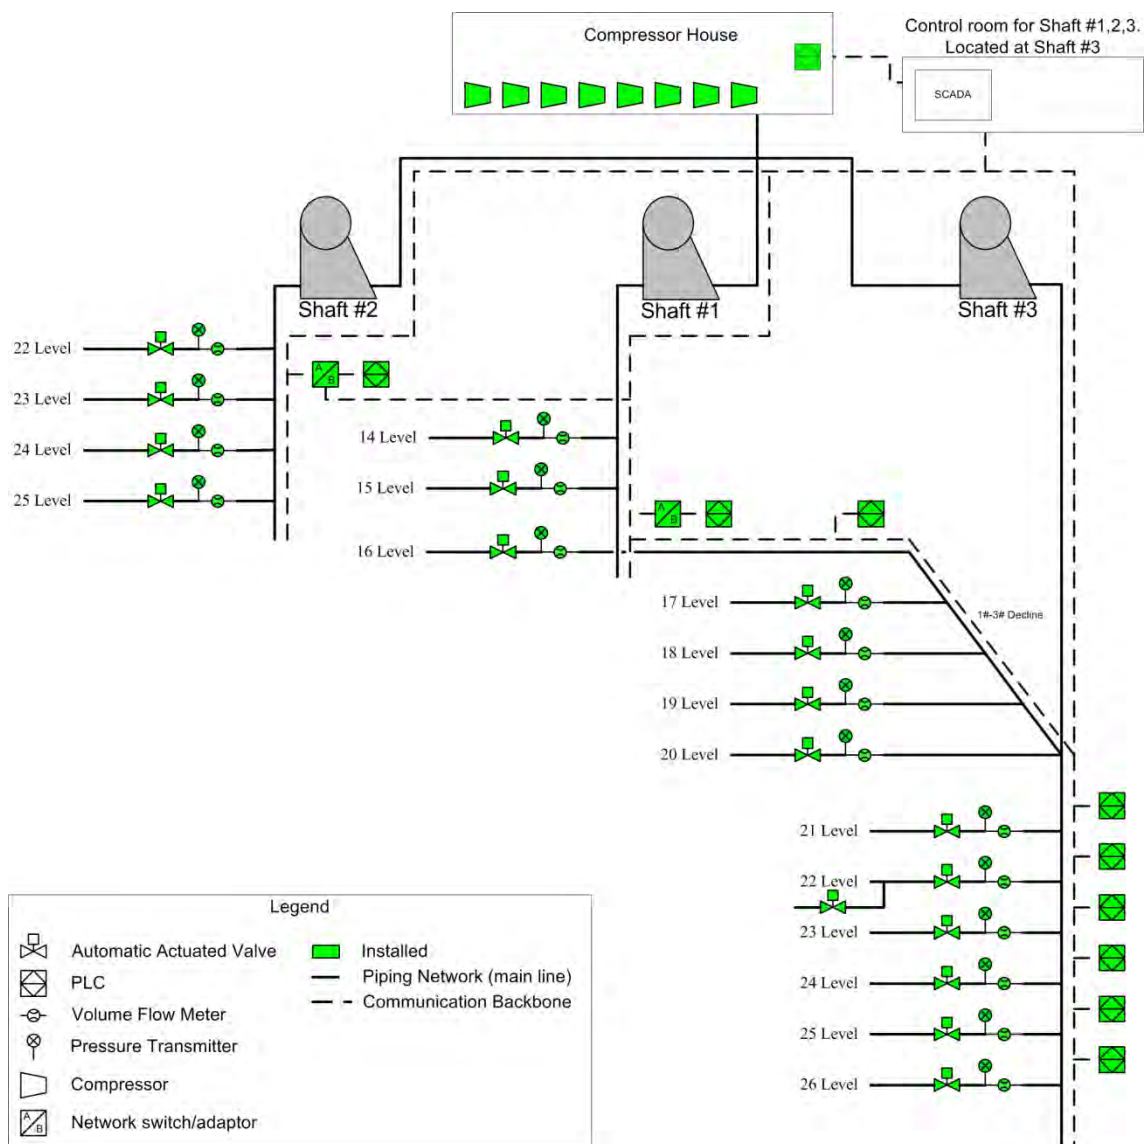 Compressor House
Control room for Shaft #1,2,3.
Located at Shaft #3
SCADA
Shaft #2
Shaft #1
Shaft #3
22 Level
23 Level
24 Level
25 Level
A
B
14 Level
15 Level
16 Level
A
B
17 Level
18 Level
19 Level
20 Level
1#-3# Decline
21 Level
22 Level
23 Level
24 Level
25 Level
26 Level
Legend
Automatic Actuated Valve
PLC
Volume Flow Meter
Pressure Transmitter
Compressor
A
B
Network switch/adaptor
Installed
Piping Network (main line)
Communication Backbone